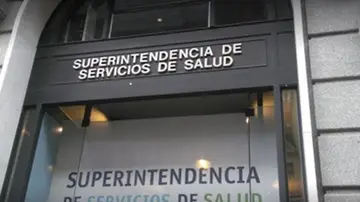 SUPERINTENDENCIA DE
SERVICIOS DE SALUD
SUPERINTENDENCIA
DE SERVICIOS DE SALUD